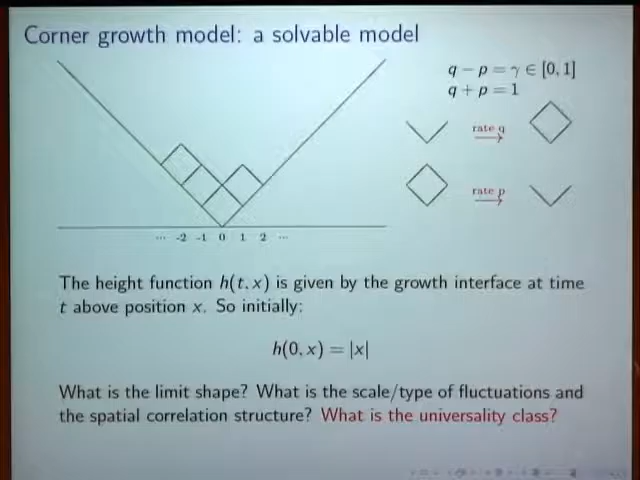 Corner growth model: a solvable model
q − p = γ ∈ [0, 1]
q + p = 1
rate q
rate p
... -2 -1 0 1 2 ...
The height function h(t, x) is given by the growth interface at time
t above position x. So initially:
h(0, x) = |x|
What is the limit shape? What is the scale/type of fluctuations and
the spatial correlation structure? What is the universality class?